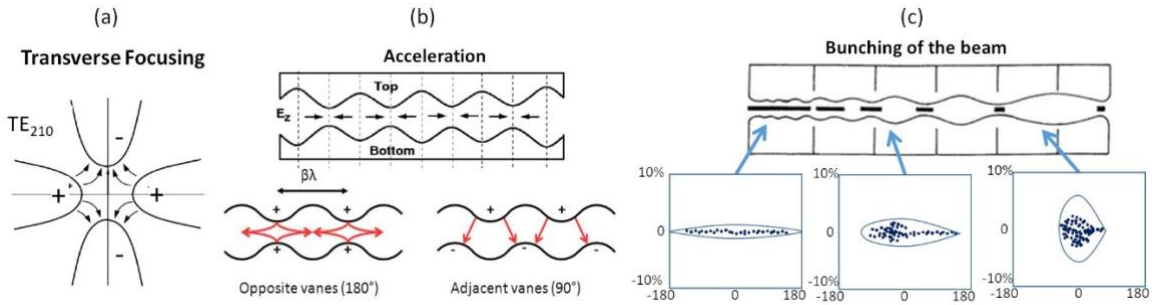 (a)
Transverse Focusing
TE210
-
+ +
-
(b)
Acceleration
Top
Ez
Bottom
βλ
+ +
+ +
Opposite vanes (180°)
+ +
- - -
Adjacent vanes (90°)
(c)
Bunching of the beam
10%
0
-10%
-180 0 180
10%
0
-10%
-180 0 180
10%
0
-10%
-180 0 180